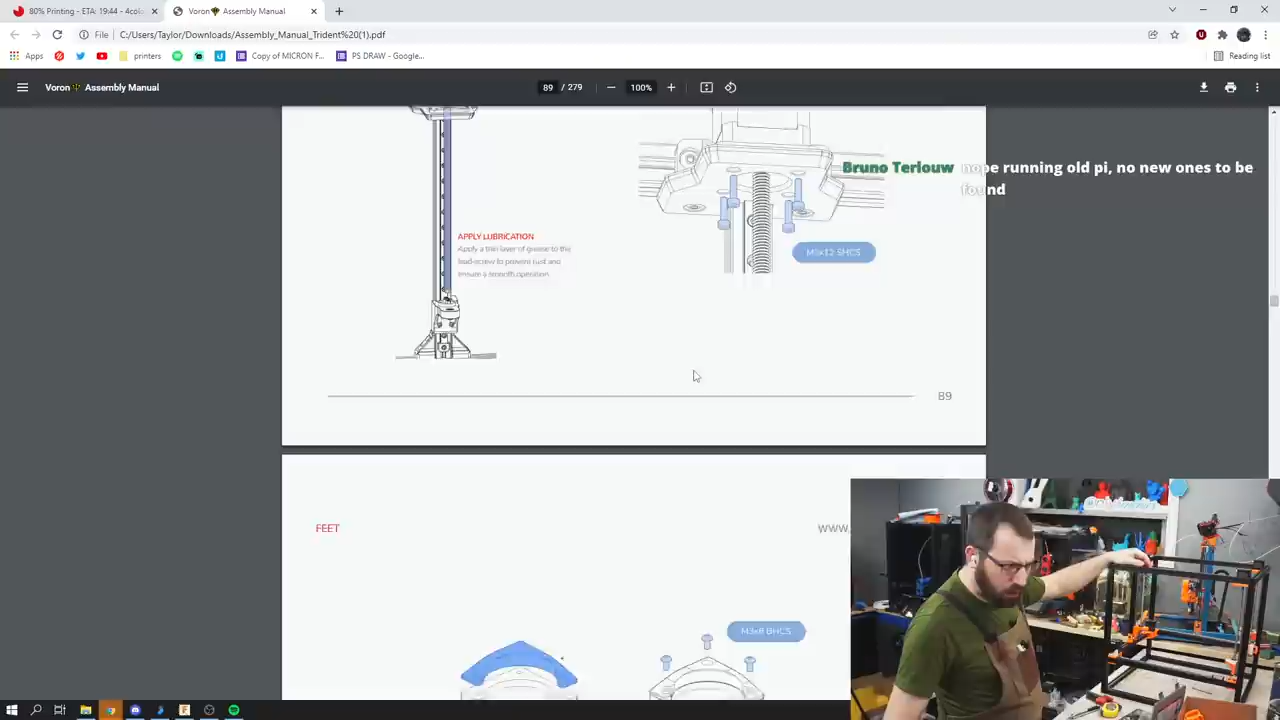 80% Printing - ETA: 19:44 - 4colo
Voron Assembly Manual
File
C:/Users/Taylor/Downloads/Assembly_Manual_Trident%20(1).pdf
Apps
printers
Copy of MICRON F...
PS DRAW - Google...
Reading list
Voron Assembly Manual
89 / 279
100%
Bruno Terlouw nope running old pi, no new ones to be
found
APPLY LUBRICATION
Apply a thin layer of grease to the
lead-screw to prevent rust and
ensure a smooth operation
M3x12 SHCS
89
FEET
WWW.
M3x8 BHCS